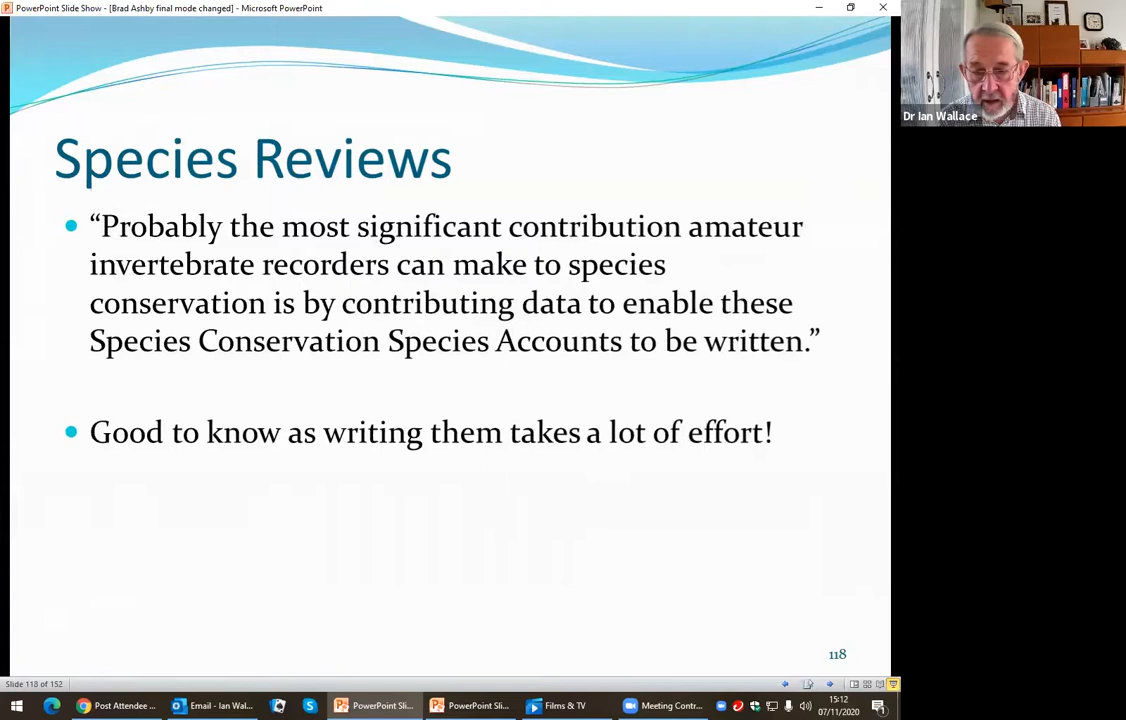 PowerPoint Slide Show - [Brad Ashby final mode changed] - Microsoft PowerPoint
Dr Ian Wallace
Species Reviews
“Probably the most significant contribution amateur
invertebrate recorders can make to species
conservation is by contributing data to enable these
Species Conservation Species Accounts to be written.”
Good to know as writing them takes a lot of effort!
118
Slide 118 of 152
Post Attendee ...
Email - Ian Wal...
PowerPoint Sli...
PowerPoint Sli...
Films & TV
Meeting Contr...
15:12
07/11/2020